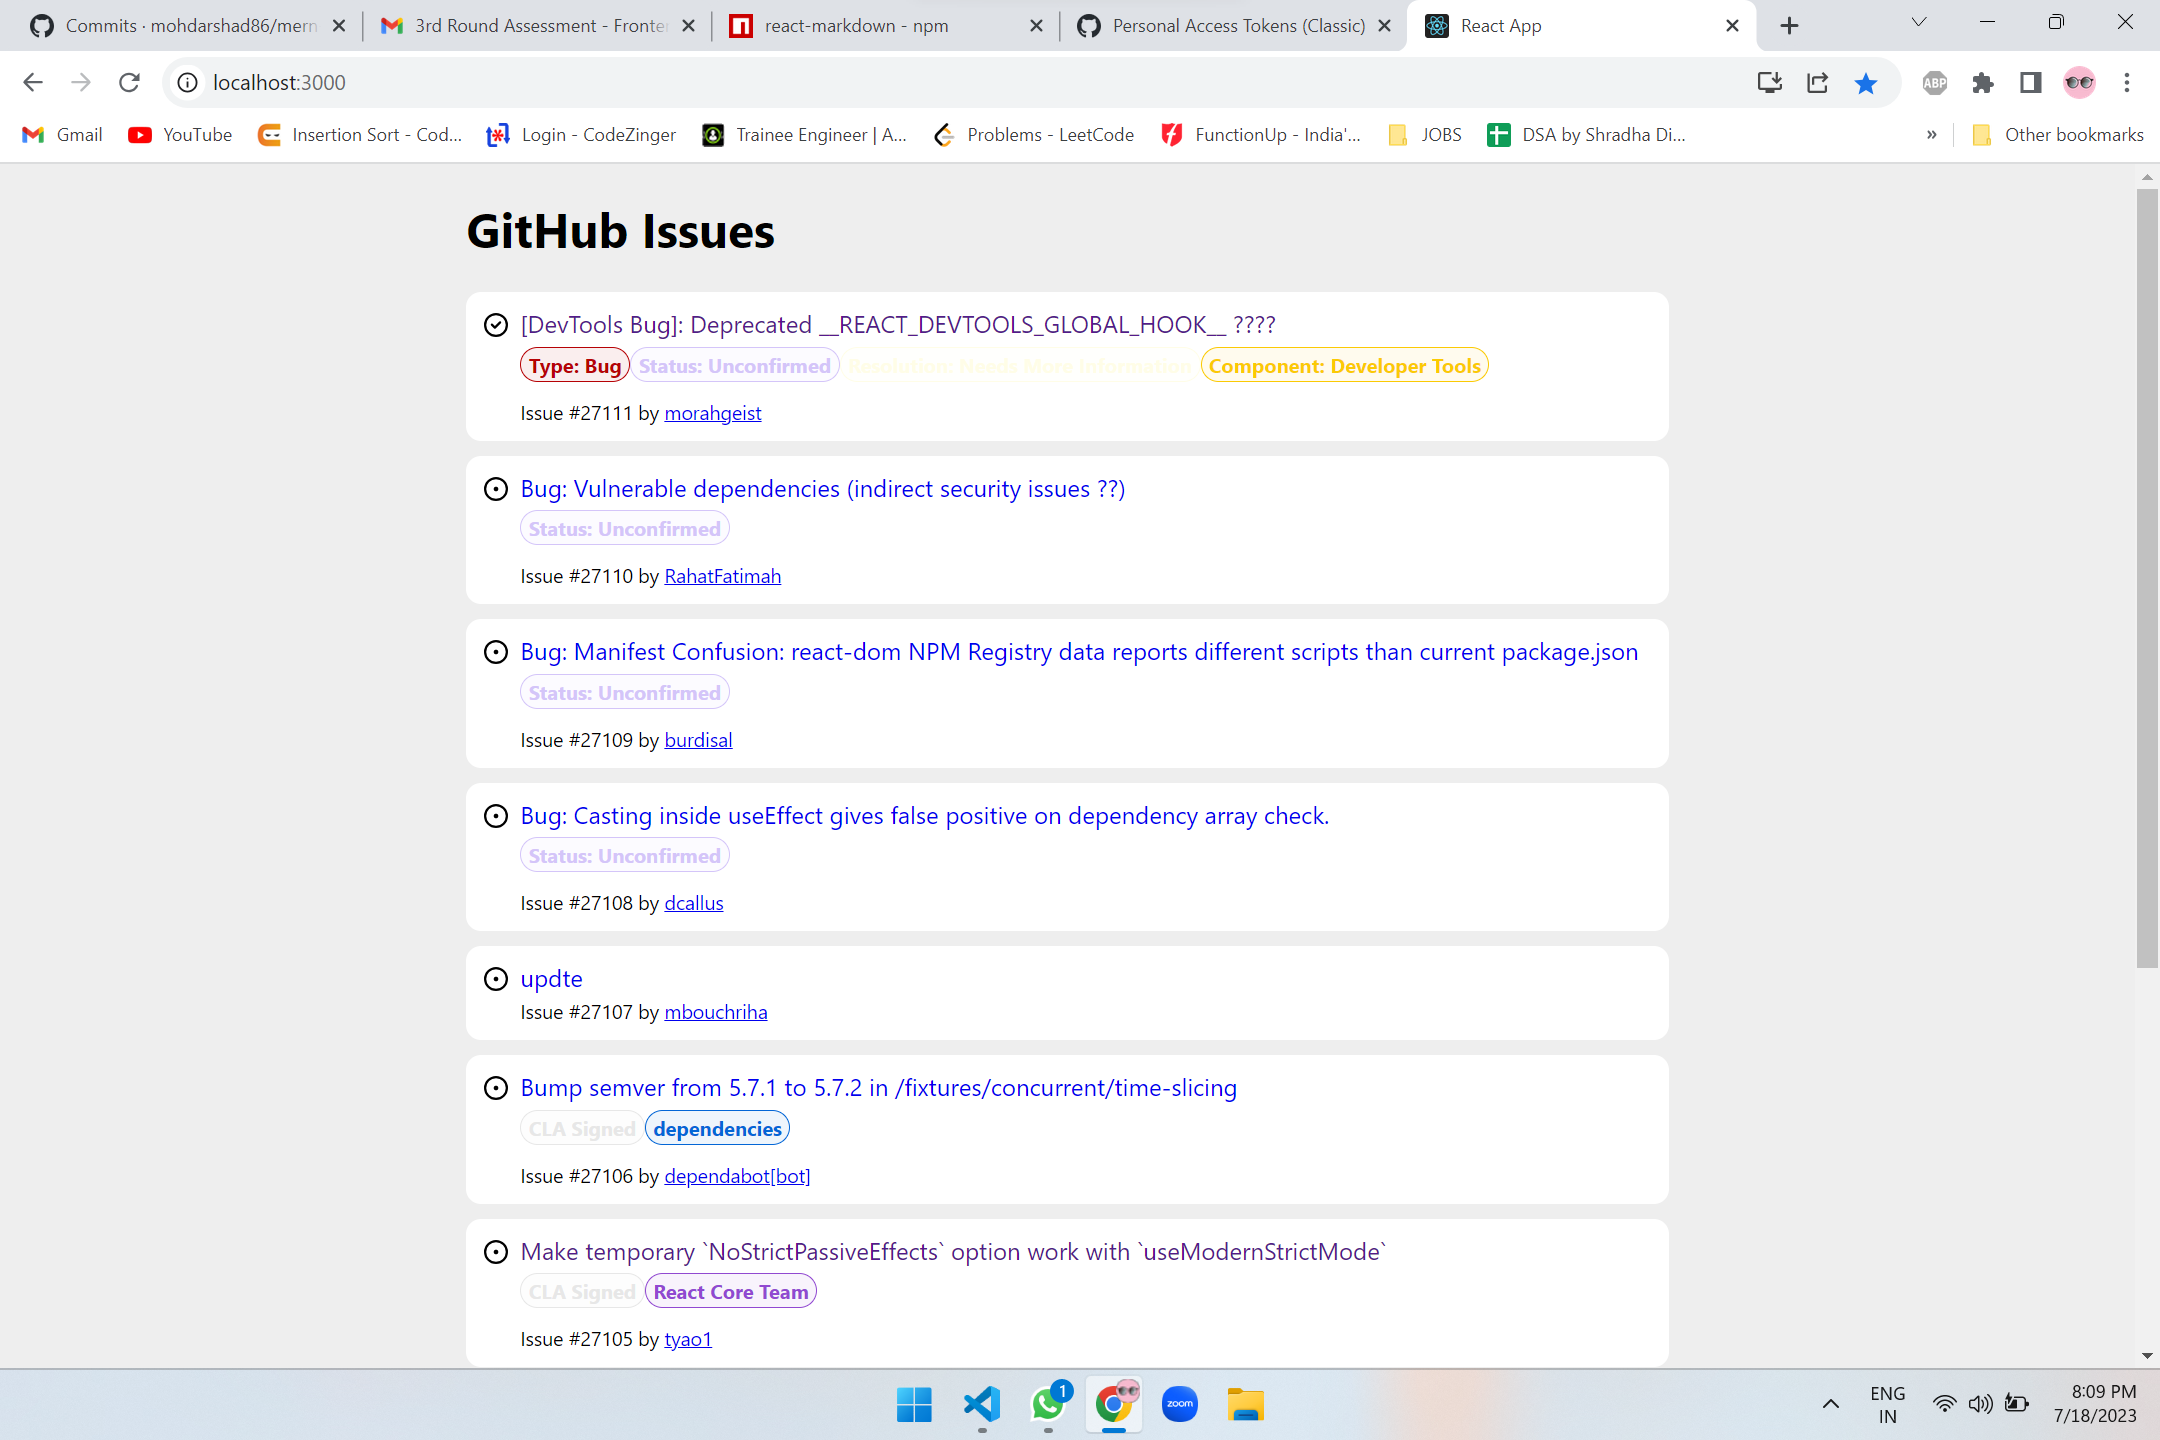 Commits · mohdarshad86/mern
3rd Round Assessment - Fronte
react-markdown - npm
Personal Access Tokens (Classic)
React App
localhost:3000
ABP
Gmail
YouTube
Insertion Sort - Cod...
Login - CodeZinger
Trainee Engineer | A...
Problems - LeetCode
FunctionUp - India'...
JOBS
DSA by Shradha Di...
»
Other bookmarks
GitHub Issues
[DevTools Bug]: Deprecated __REACT_DEVTOOLS_GLOBAL_HOOK__ ????
Type: Bug Status: Unconfirmed Resolution: Needs More Information Component: Developer Tools
Issue #27111 by morahgeist
Bug: Vulnerable dependencies (indirect security issues ??)
Status: Unconfirmed
Issue #27110 by RahatFatimah
Bug: Manifest Confusion: react-dom NPM Registry data reports different scripts than current package.json
Status: Unconfirmed
Issue #27109 by burdisal
Bug: Casting inside useEffect gives false positive on dependency array check.
Status: Unconfirmed
Issue #27108 by dcallus
updte
Issue #27107 by mbouchriha
Bump semver from 5.7.1 to 5.7.2 in /fixtures/concurrent/time-slicing
CLA Signed dependencies
Issue #27106 by dependabot[bot]
Make temporary `NoStrictPassiveEffects` option work with `useModernStrictMode`
CLA Signed React Core Team
Issue #27105 by tyao1
1
zoom
ENG
IN
8:09 PM
7/18/2023